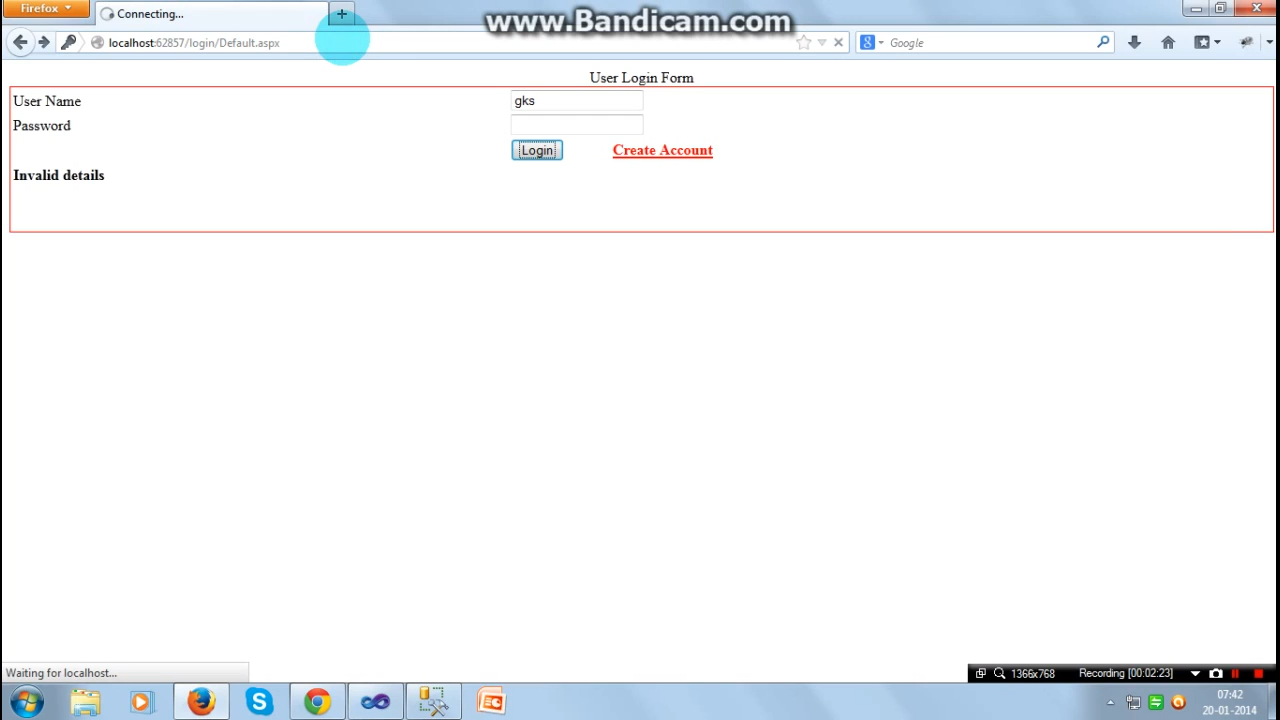 Firefox
Connecting...
www.Bandicam.com
localhost:62857/login/Default.aspx
Google
User Login Form
User Name
gks
Password
Login
Create Account
Invalid details
Waiting for localhost...
1366x768
Recording [00:02:23]
07:42
20-01-2014